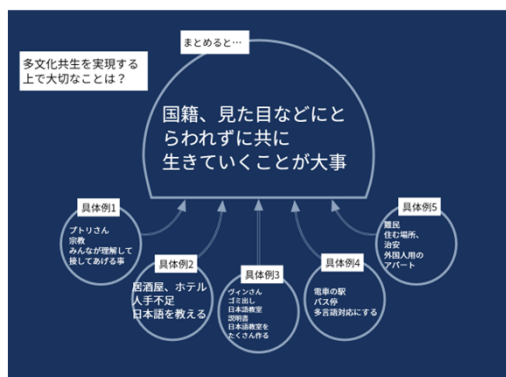 まとめると…
多文化共生を実現する
上で大切なことは？
国籍、見た目などにと
らわれずに共に
生きていくことが大事
具体例1
プトリさん
宗教
みんなが理解して
接してあげる事
具体例2
居酒屋、ホテル
人手不足
日本語を教える
具体例3
ヴィンさん
ゴミ出し
日本語教室
説明書
日本語教室を
たくさん作る
具体例4
電車の駅
バス停
多言語対応にする
具体例5
難民
住む場所、
治安
外国人用の
アパート